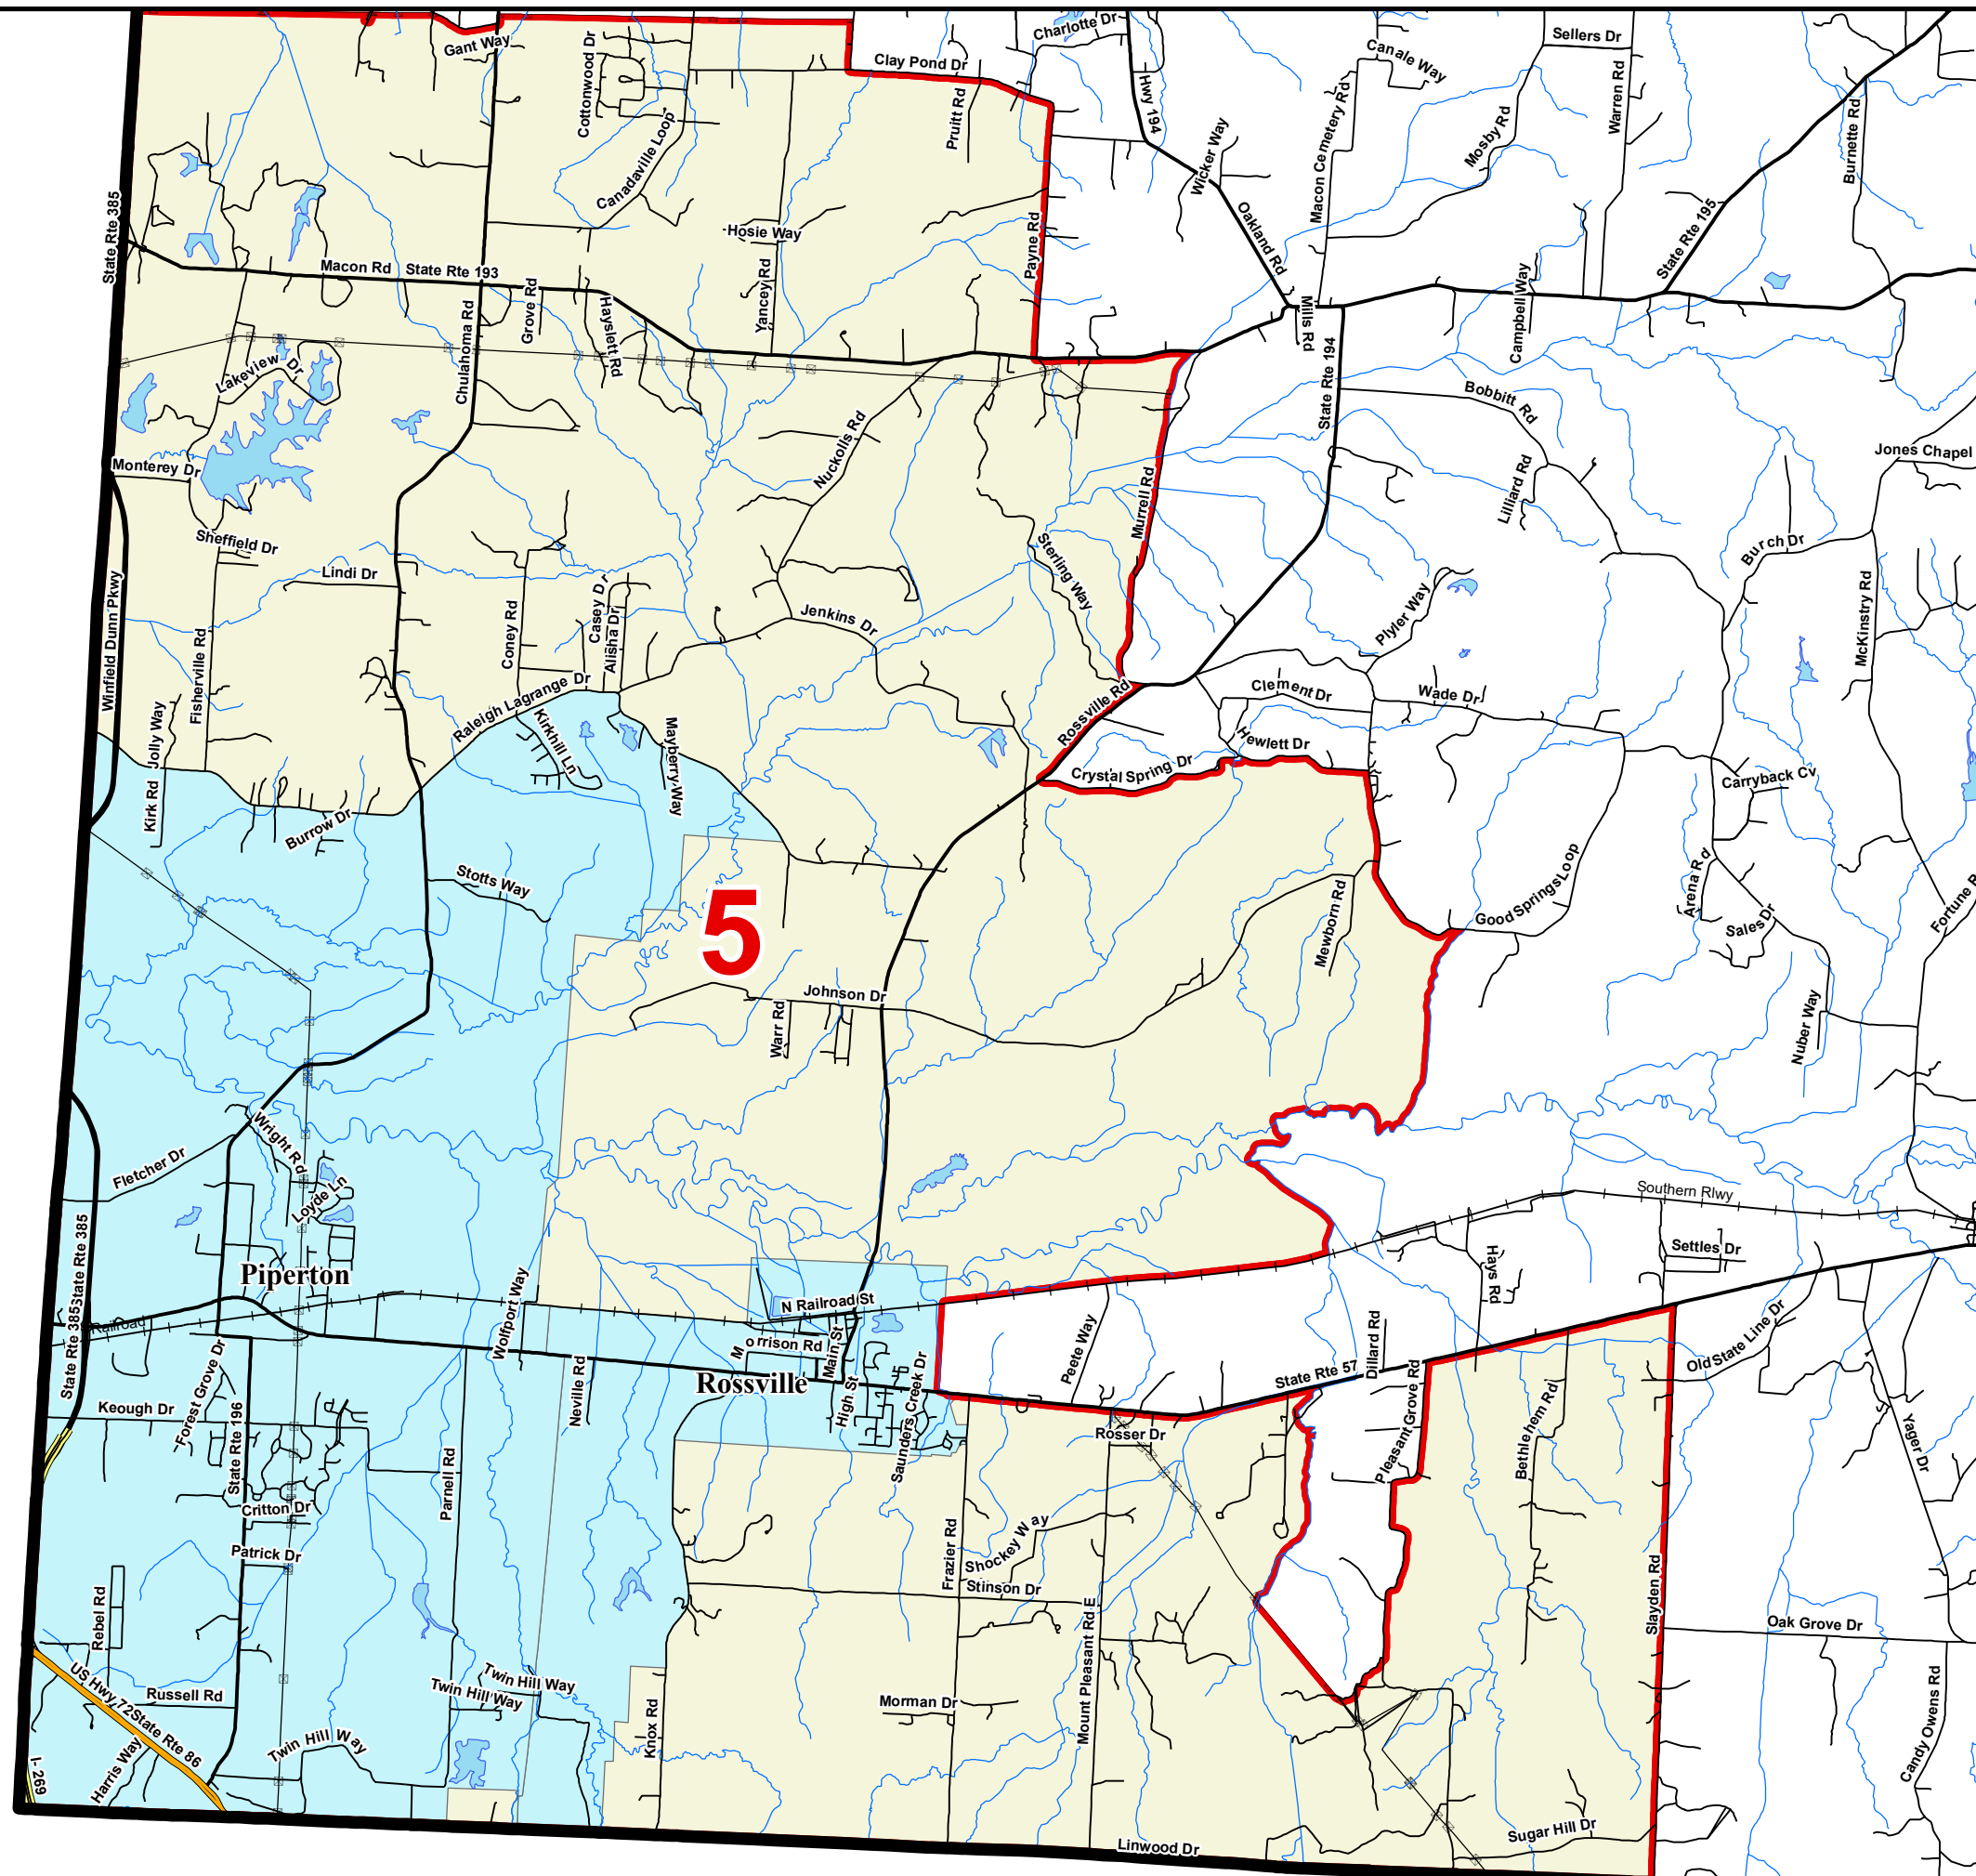 Gant Way
Cottonwood Dr
Canadaville Loop
Clay Pond Dr
Pruitt Rd
Charlotte Dr
Hwy 194
Wicker Way
Canale Way
Sellers Dr
Macon Cemetery Rd
Mosby Rd
Warren Rd
Burnette Rd
State Rte 385
Hosie Way
Payne Rd
Oakland Rd
State Rte 195
Macon Rd
State Rte 193
Grove Rd
Hayslett Rd
Yancey Rd
Mills Rd
Campbell Way
Chulahoma Rd
State Rte 194
Lakeview Dr
Bobbitt Rd
Nuckolls Rd
Jones Chapel
Monterey Dr
Murrell Rd
Lilliard Rd
Sheffield Dr
Sterling Way
Burch Dr
Lindi Dr
Winfield Dunn Pkwy
Casey Dr
Alisha Dr
Coney Rd
Jenkins Dr
Plyler Way
McKinstry Rd
Fisherville Rd
Raleigh Lagrange Dr
Rossville Rd
Clement Dr
Wade Dr
Jolly Way
Kirkhill Ln
Mayberry Way
Hewlett Dr
Crystal Spring Dr
Carryback Cv
Kirk Rd
Burrow Dr
Stotts Way
Good Springs Loop
Arena Rd
Mewborn Rd
Sales Dr
5
Johnson Dr
Warr Rd
Nuber Way
Wright Rd
Fletcher Dr
Loyde Ln
Southern Rlwy
State Rte 385
State Rte 385
Settles Dr
Piperton
Hays Rd
N Railroad St
Railroad
Wolfport Way
Morrison Rd
Main St
Peete Way
Dillard Rd
Old State Line Dr
State Rte 385
Rossville
State Rte 57
Forest Grove Dr
Neville Rd
High St
Saunders Creek Dr
Pleasant Grove Rd
Bethlehem Rd
Keough Dr
Rosser Dr
Yager Dr
State Rte 196
Parnell Rd
Critton Dr
Shockey Way
Frazier Rd
Patrick Dr
Stinson Dr
Rebel Rd
Mount Pleasant Rd E
Slayden Rd
Oak Grove Dr
Twin Hill Way
Twin Hill Way
US Hwy 72
State Rte 86
Russell Rd
Morman Dr
Knox Rd
Candy Owens Rd
Twin Hill Way
Harris Way
I- 269
Sugar Hill Dr
Linwood Dr